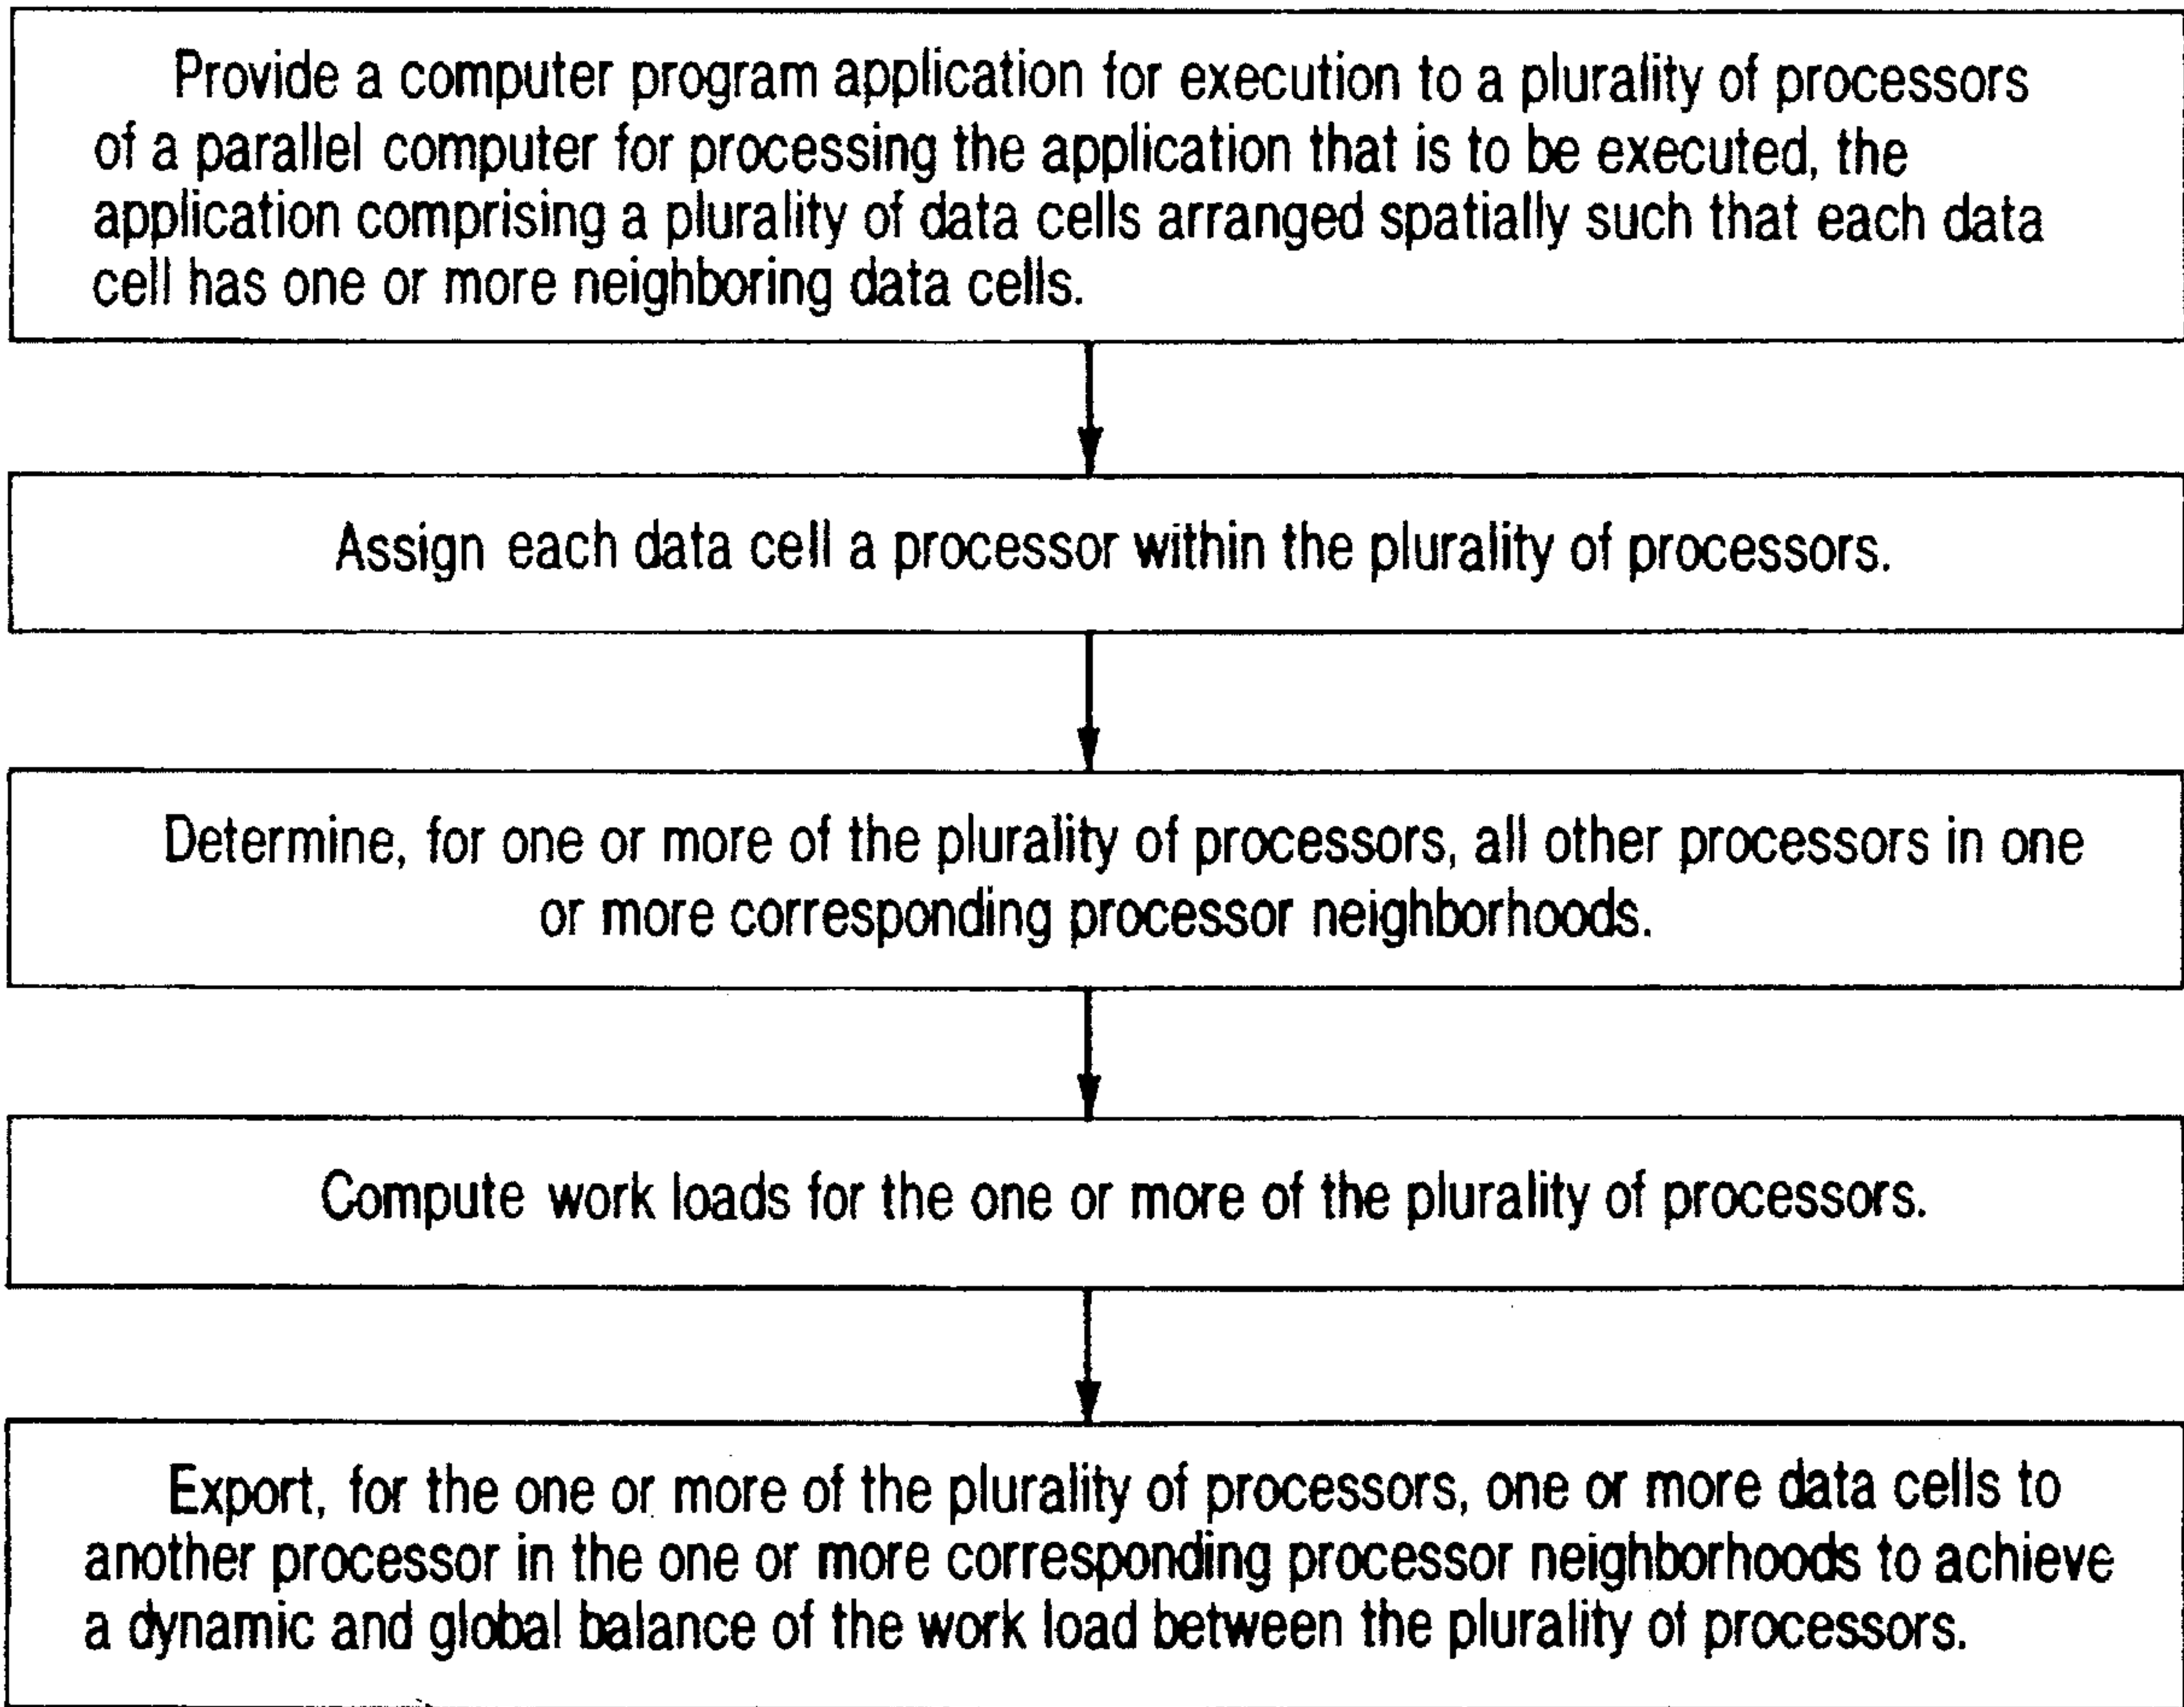 Provide a computer program application for execution to a plurality of processors
of a parallel computer for processing the application that is to be executed, the
application comprising a plurality of data cells arranged spatially such that each data
cell has one or more neighboring data cells.
Assign each data cell a processor within the plurality of processors.
Determine, for one or more of the plurality of processors, all other processors in one
or more corresponding processor neighborhoods.
Compute work loads for the one or more of the plurality of processors.
Export, for the one or more of the plurality of processors, one or more data cells to
another processor in the one or more corresponding processor neighborhoods to achieve
a dynamic and global balance of the work load between the plurality of processors.